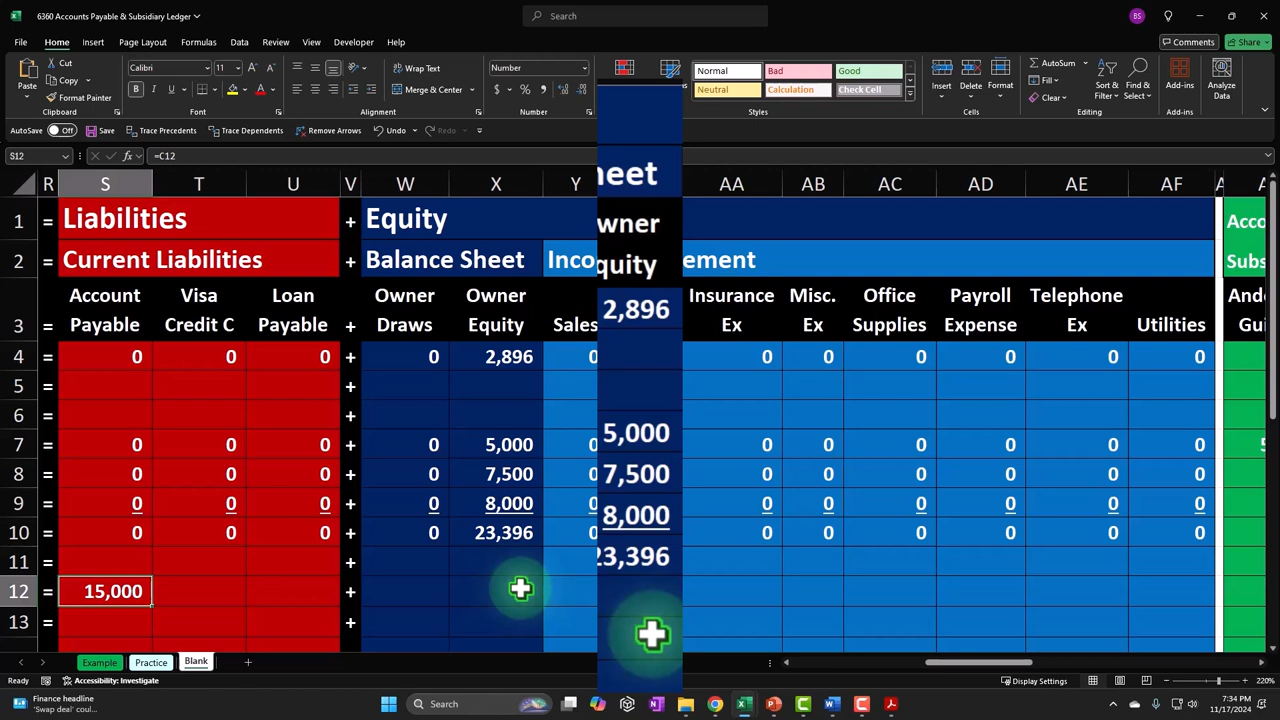 6360 Accounts Payable & Subsidiary Ledger
Search
BS
File Home Insert Page Layout Formulas Data Review View Developer Help
Comments Share
Paste
Cut
Copy
Format Painter
Clipboard
Calibri 11
B I U
Font
Wrap Text
Merge & Center
Alignment
Number
$ %
Number
Normal Bad Good
Neutral Calculation Check Cell
Styles
Insert Delete Format
Cells
AutoSum
Fill
Clear
Sort & Filter
Find & Select
Editing
Add-ins
Add-ins
Analyze Data
AutoSave Off Save Trace Precedents Trace Dependents Remove Arrows Undo Redo
S12 fx =C12
R S T U V W X Y AA AB AC AD AE AF
1 = Liabilities + Equity
2 = Current Liabilities + Balance Sheet Inco ement
3 = Account Payable Visa Credit C Loan Payable + Owner Draws Owner Equity Sales Insurance Ex Misc. Ex Office Supplies Payroll Expense Telephone Ex Utilities
4 = 0 0 0 + 0 2,896 0 0 0 0 0 0 0
5 = +
6 = +
7 = 0 0 0 + 0 5,000 0 0 0 0 0 0 0
8 = 0 0 0 + 0 7,500 0 0 0 0 0 0 0
9 = 0 0 0 + 0 8,000 0 0 0 0 0 0 0
10 = 0 0 0 + 0 23,396 0 0 0 0 0 0 0
11 = +
12 = 15,000 +
13 = +
heet
wner
quity
2,896
5,000
7,500
8,000
23,396
Example Practice Blank
Ready Accessibility: Investigate Display Settings 220%
Finance headline
"Swap deal" coul...
Search
7:34 PM
11/17/2024